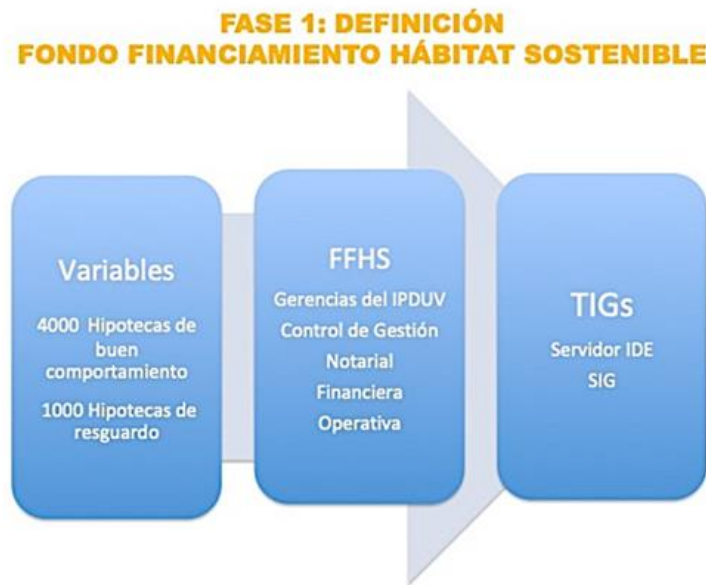 FASE 1: DEFINICIÓN
FONDO FINANCIAMIENTO HÁBITAT SOSTENIBLE
Variables
4000 Hipotecas de
buen
comportamiento
1000 Hipotecas de
resguardo
FFHS
Gerencias del IPDUV
Control de Gestión
Notarial
Financiera
Operativa
TIGs
Servidor IDE
SIG